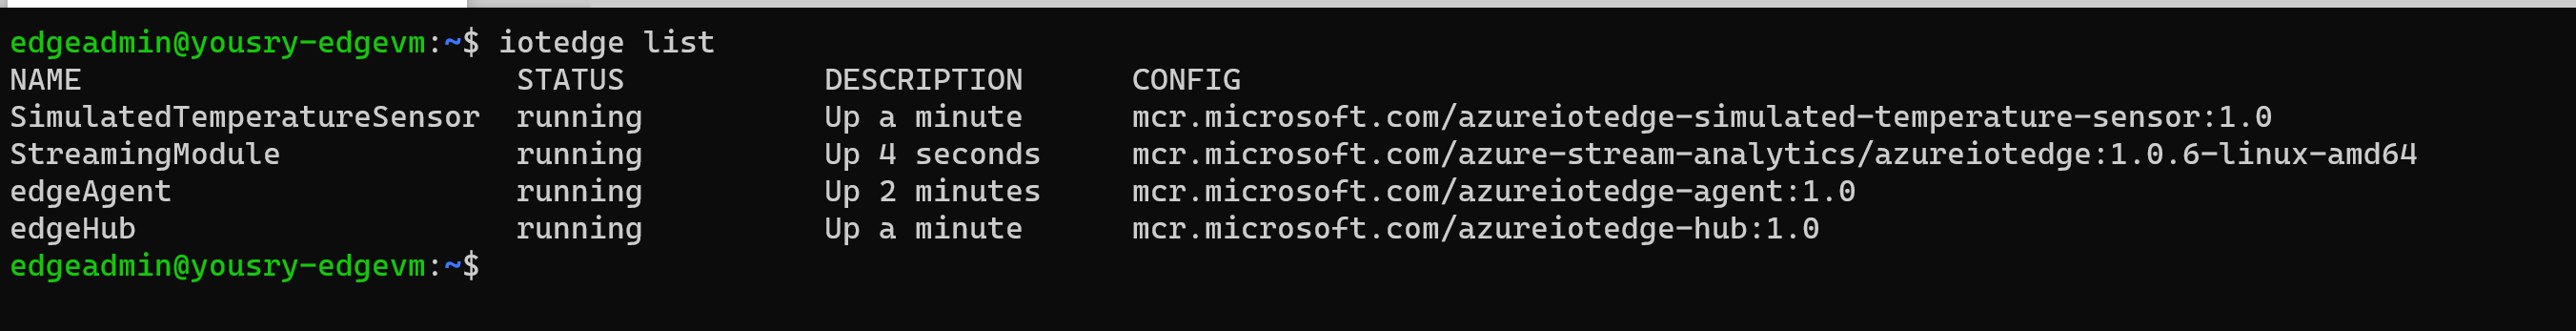 edgeadmin@yousry-edgevm:~$ iotedge list
NAME                        STATUS           DESCRIPTION      CONFIG
SimulatedTemperatureSensor  running          Up a minute      mcr.microsoft.com/azureiotedge-simulated-temperature-sensor:1.0
StreamingModule             running          Up 4 seconds     mcr.microsoft.com/azure-stream-analytics/azureiotedge:1.0.6-linux-amd64
edgeAgent                   running          Up 2 minutes     mcr.microsoft.com/azureiotedge-agent:1.0
edgeHub                     running          Up a minute      mcr.microsoft.com/azureiotedge-hub:1.0
edgeadmin@yousry-edgevm:~$